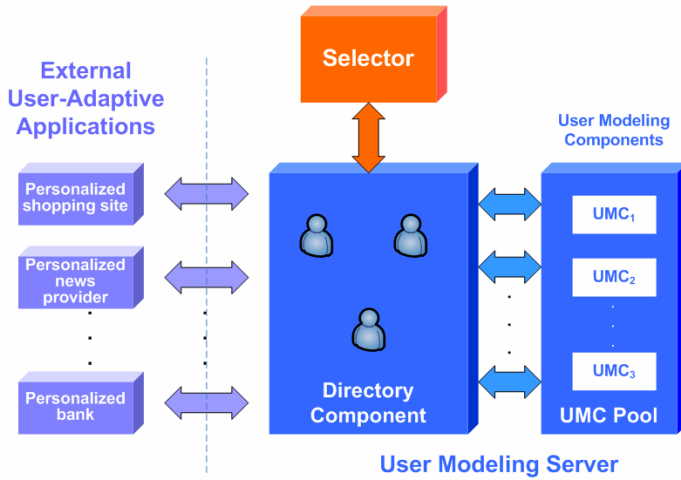 Selector
External
User-Adaptive
Applications
User Modeling
Components
Personalized
shopping site
UMC1
Personalized
news
provider
UMC2
UMC3
Personalized
bank
Directory
Component
UMC Pool
User Modeling Server